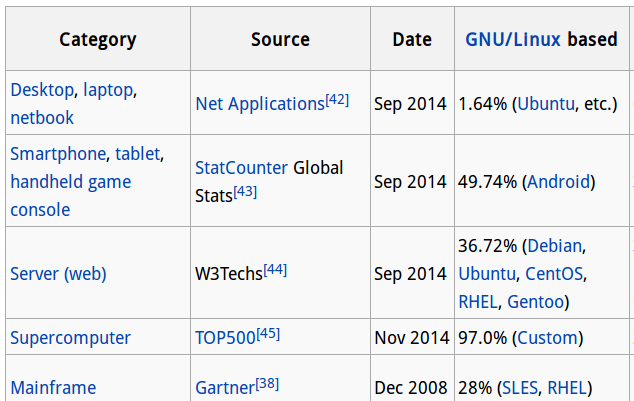 Category Source Date GNU/Linux based
Desktop, laptop,
netbook
Net Applications[42]
Sep 2014
1.64% (Ubuntu, etc.)
Smartphone, tablet,
handheld game
console
StatCounter Global
Stats[43]
Sep 2014
49.74% (Android)
Server (web)
W3Techs[44]
Sep 2014
36.72% (Debian,
Ubuntu, CentOS,
RHEL, Gentoo)
Supercomputer
TOP500[45]
Nov 2014
97.0% (Custom)
Mainframe
Gartner[38]
Dec 2008
28% (SLES, RHEL)